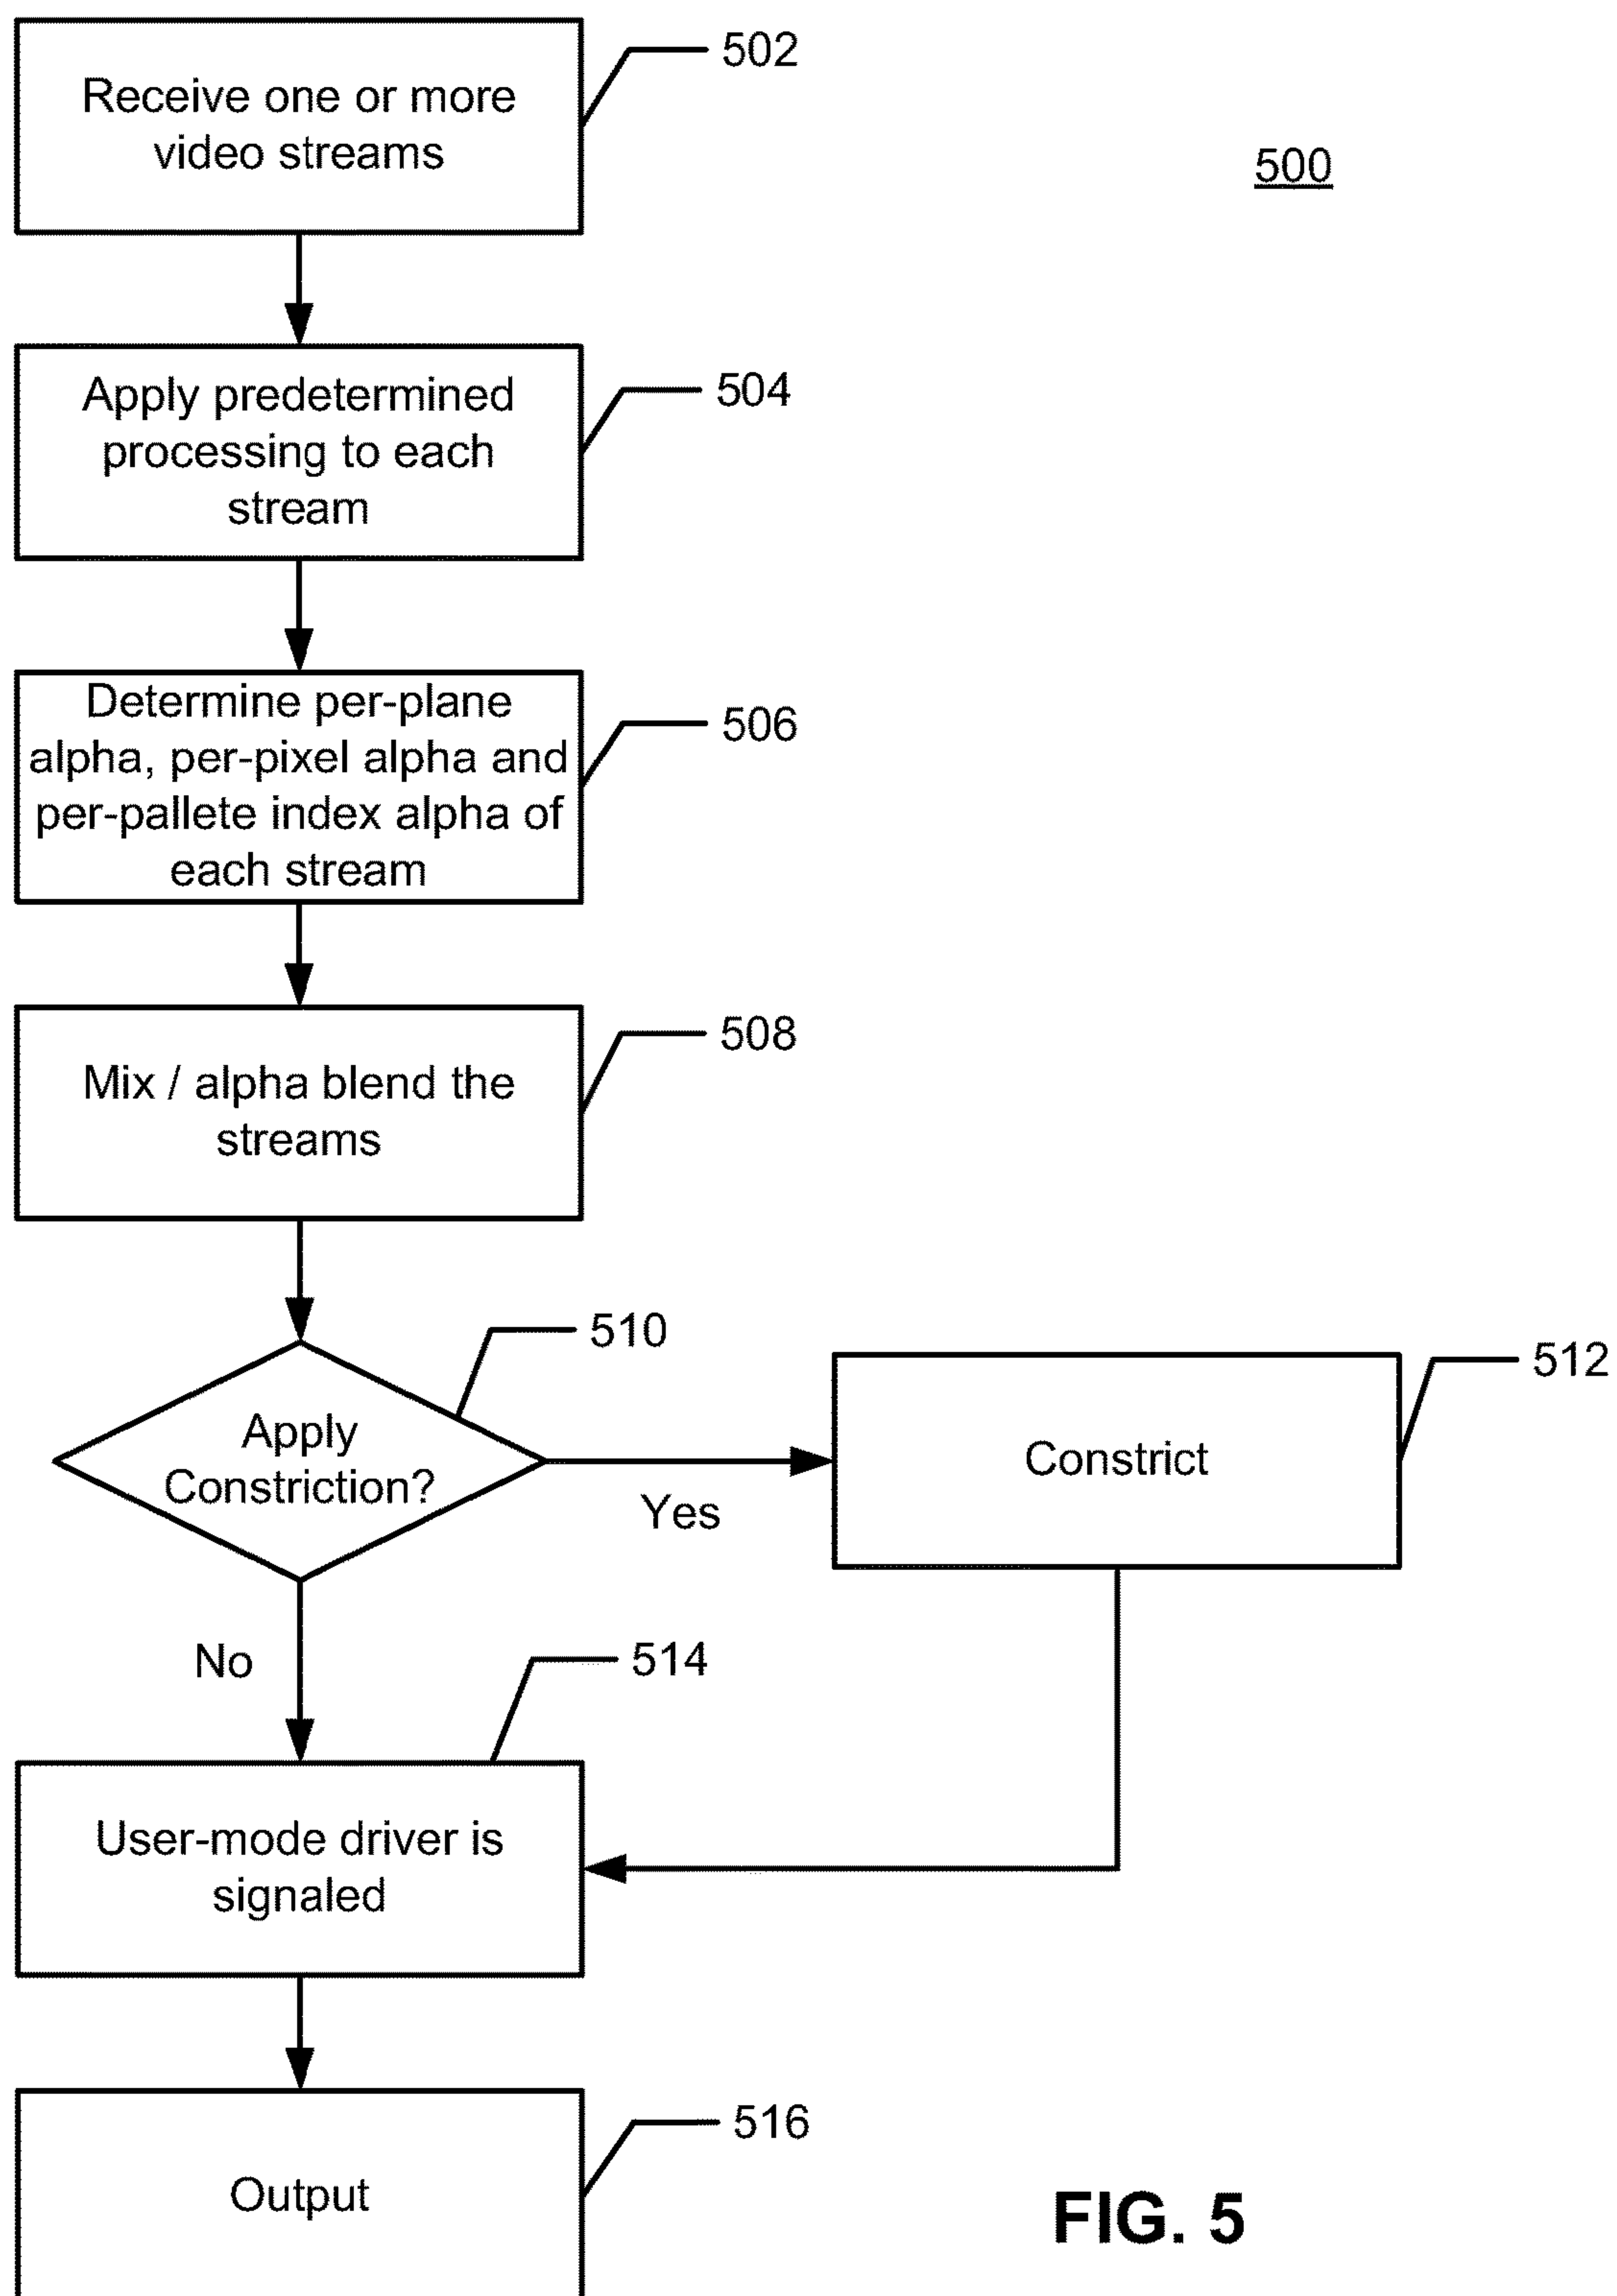 Receive one or more
video streams
502
500
Apply predetermined
processing to each
stream
504
Determine per-plane
alpha, per-pixel alpha and
per-pallete index alpha of
each stream
506
Mix / alpha blend the
streams
508
Apply
Constriction?
510
Yes
Constrict
512
No
User-mode driver is
signaled
514
Output
516
FIG. 5